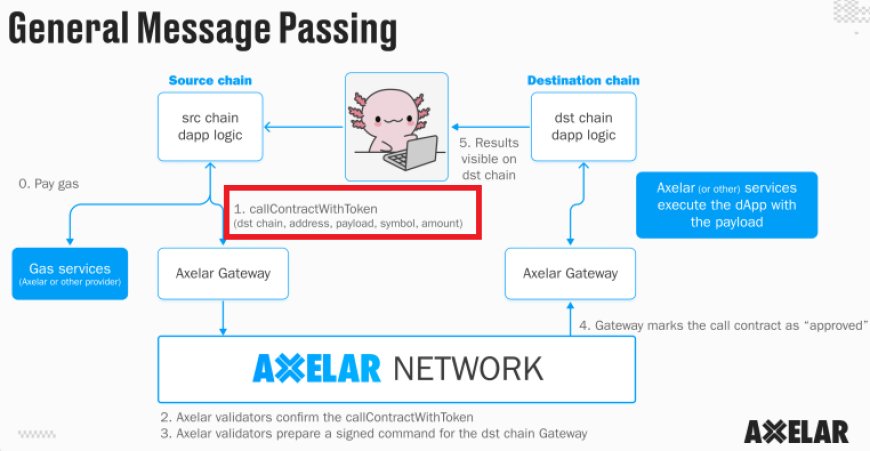 General Message Passing
Source chain
Destination chain
src chain
dapp logic
dst chain
dapp logic
5. Results
visible on
dst chain
0. Pay gas
1. callContractWithToken
(dst chain, address, payload, symbol, amount)
Axelar (or other) services
execute the dApp with
the payload
Gas services
(Axelar or other provider)
Axelar Gateway
Axelar Gateway
4. Gateway marks the call contract as “approved”
AXELAR NETWORK
2. Axelar validators confirm the callContractWithToken
3. Axelar validators prepare a signed command for the dst chain Gateway
AXELAR